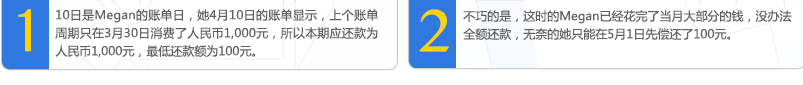 1
10日是Megan的账单日，她4月10日的账单显示，上个账单
周期只在3月30日消费了人民币1,000元，所以本期应还款为
人民币1,000元，最低还款额为100元。
2
不巧的是，这时的Megan已经花完了当月大部分的钱，没办法
全额还款，无奈的她只能在5月1日先偿还了100元。